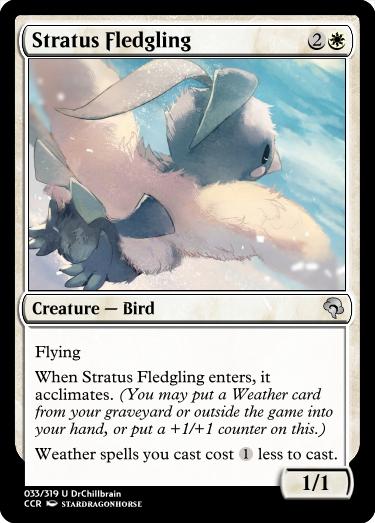 Stratus Fledgling 2
Creature — Bird
Flying
When Stratus Fledgling enters, it
acclimates. (You may put a Weather card
from your graveyard or outside the game into
your hand, or put a +1/+1 counter on this.)
Weather spells you cast cost 1 less to cast.
1/1
033/319 U DrChillbrain
CCR STARDRAGONHORSE